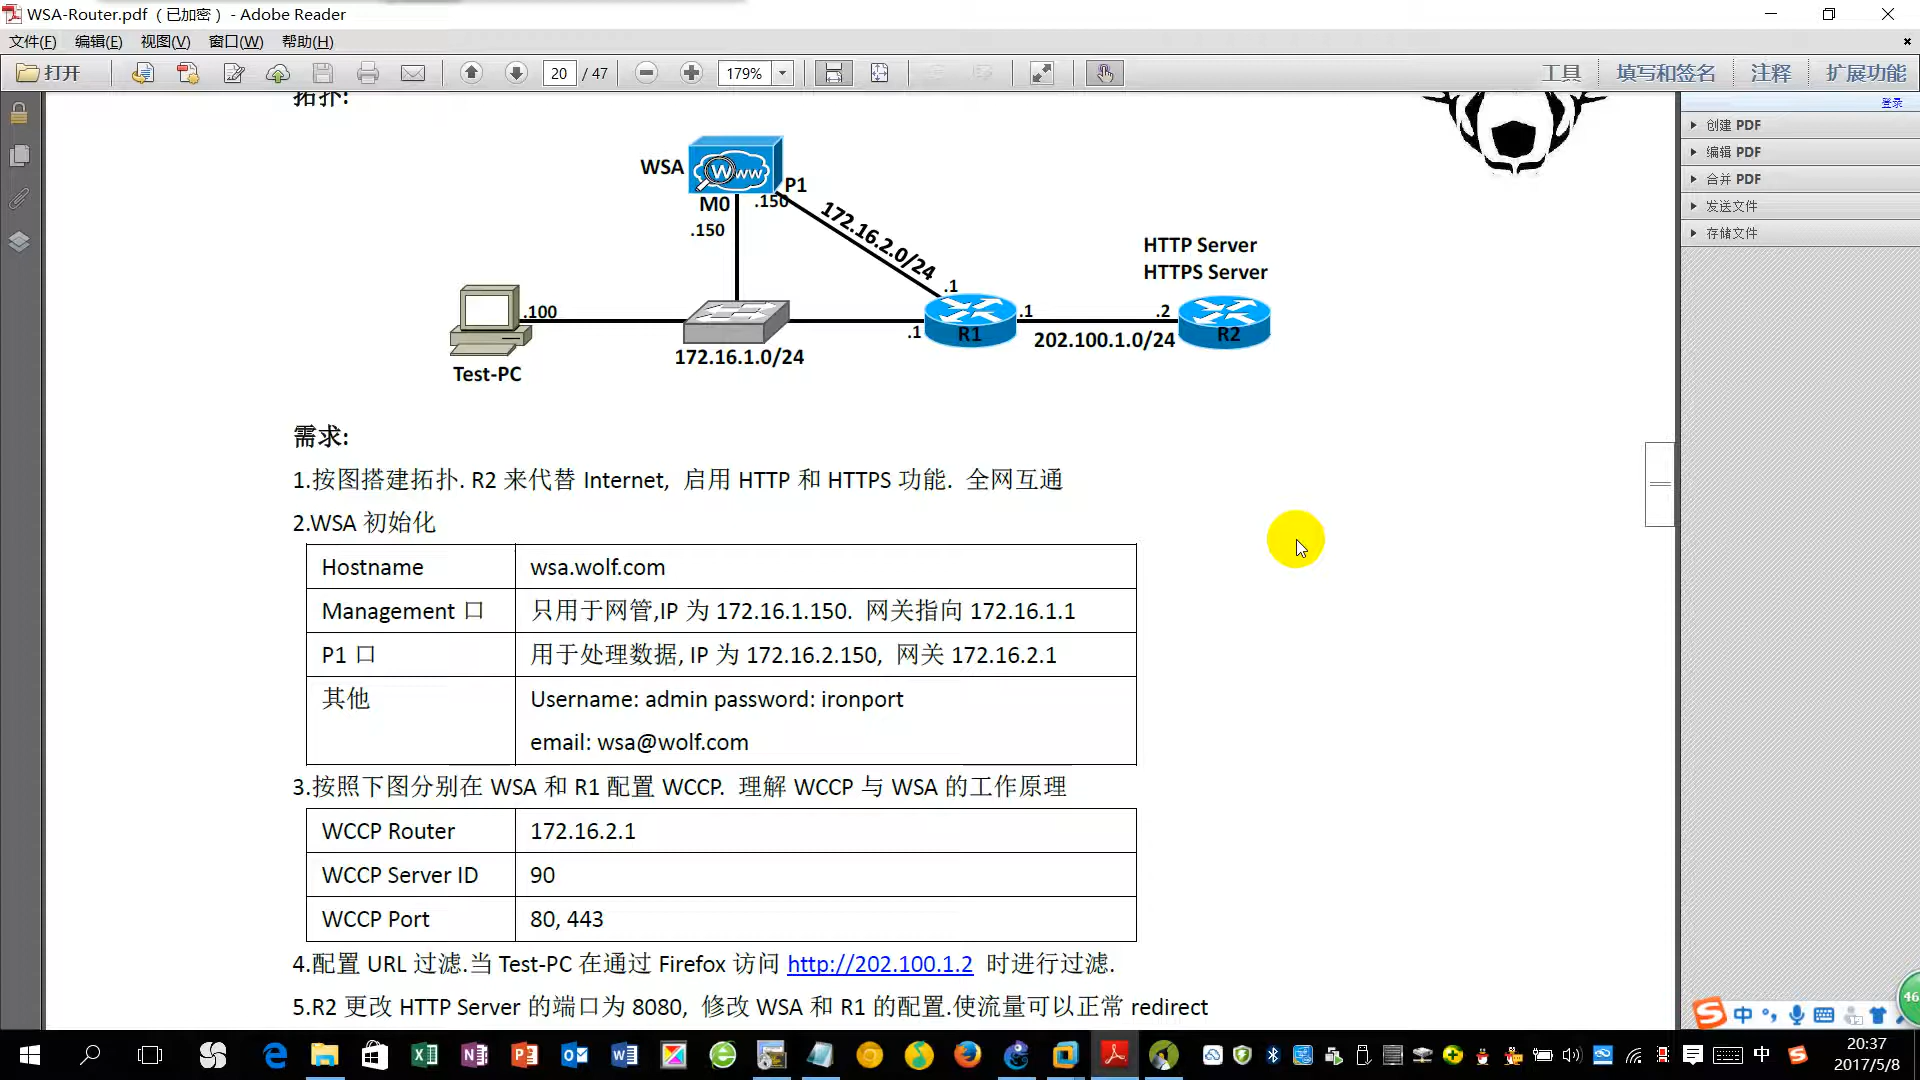 WSA-Router.pdf （已加密） - Adobe Reader
文件(F) 编辑(E) 视图(V) 窗口(W) 帮助(H)
打开 20 / 47 179% 工具 填写和签名 注释 扩展功能
拓扑:
登录
创建 PDF
编辑 PDF
合并 PDF
发送文件
存储文件
WSA
www
P1
M0
.150
.150
172.16.2.0/24
HTTP Server
HTTPS Server
.100
.1
.1
.1
.2
R1
R2
202.100.1.0/24
172.16.1.0/24
Test-PC
需求:
1.按图搭建拓扑. R2 来代替 Internet, 启用 HTTP 和 HTTPS 功能. 全网互通
2.WSA 初始化
Hostname wsa.wolf.com
Management 口 只用于网管,IP 为 172.16.1.150. 网关指向 172.16.1.1
P1 口 用于处理数据, IP 为 172.16.2.150, 网关 172.16.2.1
其他 Username: admin password: ironport
email: wsa@wolf.com
3.按照下图分别在 WSA 和 R1 配置 WCCP. 理解 WCCP 与 WSA 的工作原理
WCCP Router 172.16.2.1
WCCP Server ID 90
WCCP Port 80, 443
4.配置 URL 过滤.当 Test-PC 在通过 Firefox 访问 http://202.100.1.2 时进行过滤.
5.R2 更改 HTTP Server 的端口为 8080, 修改 WSA 和 R1 的配置.使流量可以正常 redirect
46
中
中
20:37
2017/5/8